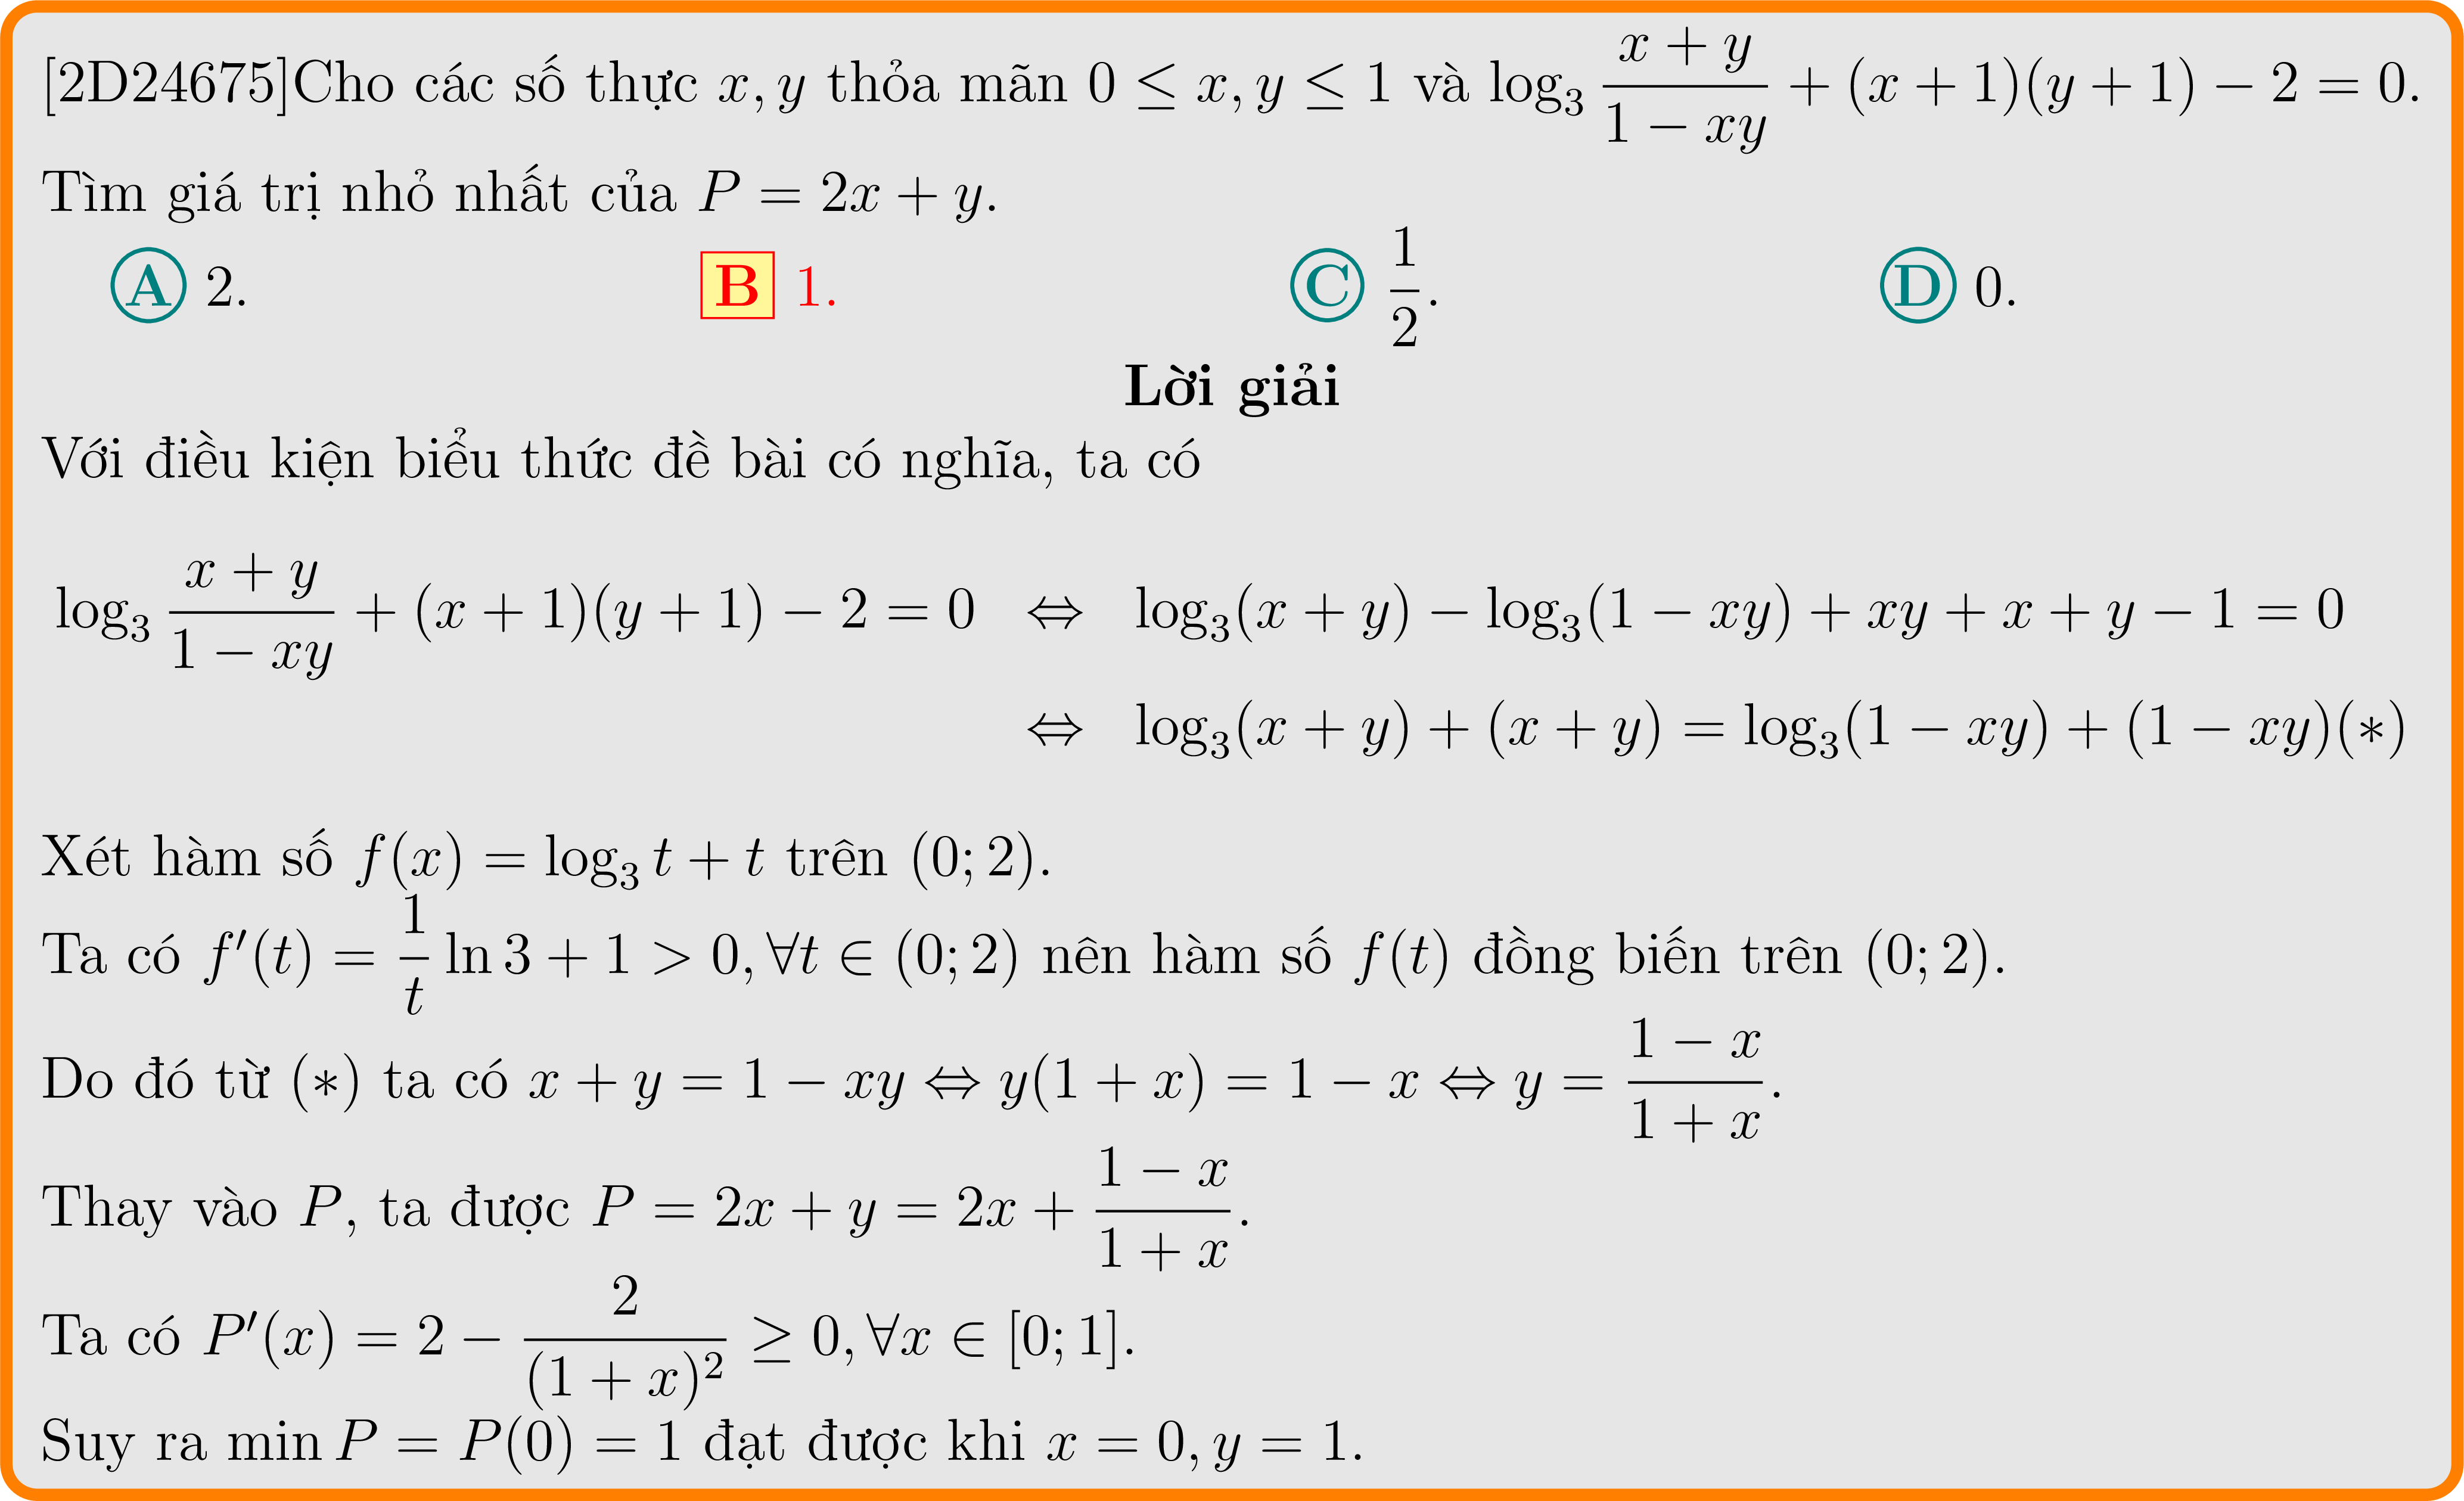 [2D24675]Cho các số thực $x, y$ thỏa mãn $0 \leq x, y \leq 1$ và $\log_3 \dfrac{x+y}{1-xy} + (x+1)(y+1) - 2 = 0$.
Tìm giá trị nhỏ nhất của $P = 2x + y$.
A 2. B 1. C $\dfrac{1}{2}$. D 0.
Lời giải
Với điều kiện biểu thức đề bài có nghĩa, ta có
$\log_3 \dfrac{x+y}{1-xy} + (x+1)(y+1) - 2 = 0 \Leftrightarrow \log_3(x+y) - \log_3(1-xy) + xy + x + y - 1 = 0$
$\Leftrightarrow \log_3(x+y) + (x+y) = \log_3(1-xy) + (1-xy)(*)$
Xét hàm số $f(x) = \log_3 t + t$ trên $(0; 2)$.
Ta có $f'(t) = \dfrac{1}{t} \ln 3 + 1 > 0, \forall t \in (0; 2)$ nên hàm số $f(t)$ đồng biến trên $(0; 2)$.
Do đó từ $(*)$ ta có $x + y = 1 - xy \Leftrightarrow y(1+x) = 1 - x \Leftrightarrow y = \dfrac{1-x}{1+x}$.
Thay vào $P$, ta được $P = 2x + y = 2x + \dfrac{1-x}{1+x}$.
Ta có $P'(x) = 2 - \dfrac{2}{(1+x)^2} \geq 0, \forall x \in [0; 1]$.
Suy ra $\min P = P(0) = 1$ đạt được khi $x = 0, y = 1$.